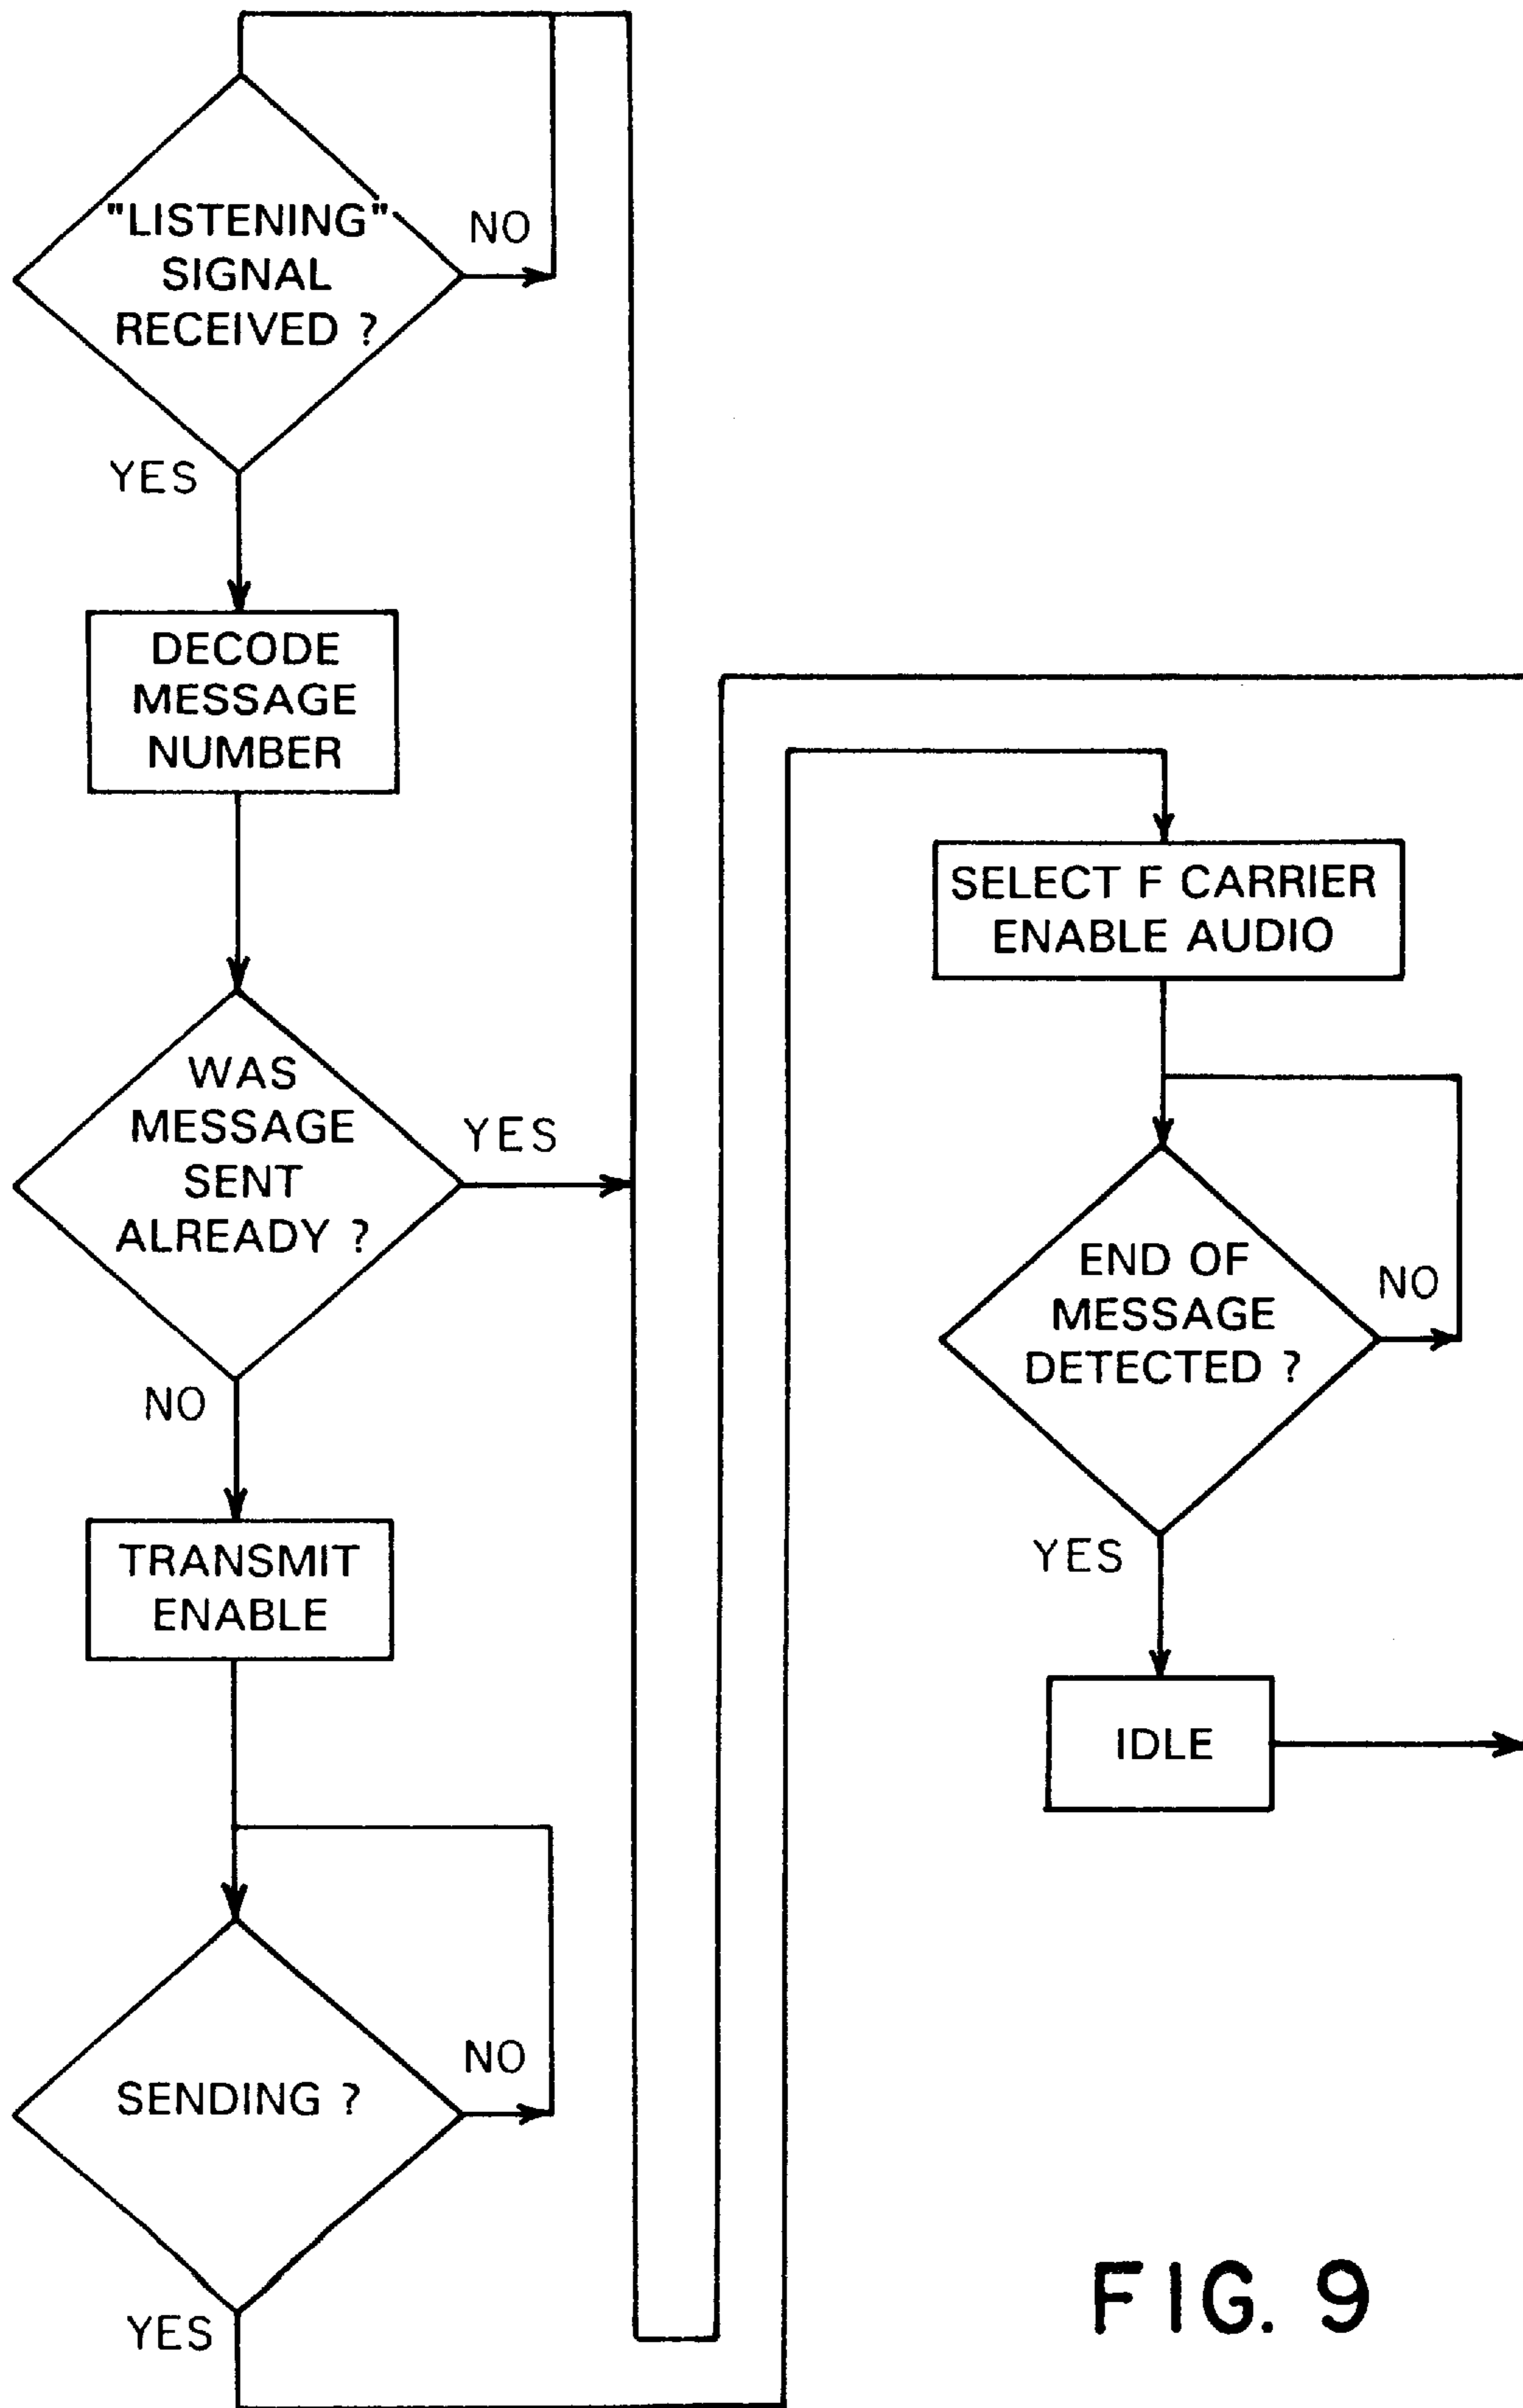 "LISTENING"
SIGNAL
RECEIVED ?
NO
YES
DECODE
MESSAGE
NUMBER
WAS
MESSAGE
SENT
ALREADY ?
YES
NO
TRANSMIT
ENABLE
SENDING ?
NO
YES
SELECT F CARRIER
ENABLE AUDIO
END OF
MESSAGE
DETECTED ?
NO
YES
IDLE
FIG. 9